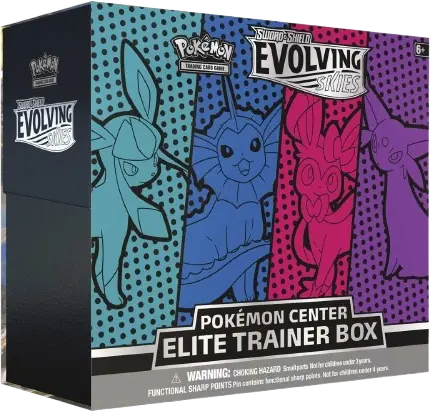 Pokémon
SWORD & SHIELD
EVOLVING
SKIES
Pokémon
TRADING CARD GAME
SWORD & SHIELD
EVOLVING
SKIES
6+
POKÉMON CENTER
ELITE TRAINER BOX
WARNING: CHOKING HAZARD Small parts Not for children under 3 years.
FUNCTIONAL SHARP POINTS Pin contains functional sharp points. Not for children under 4 years.